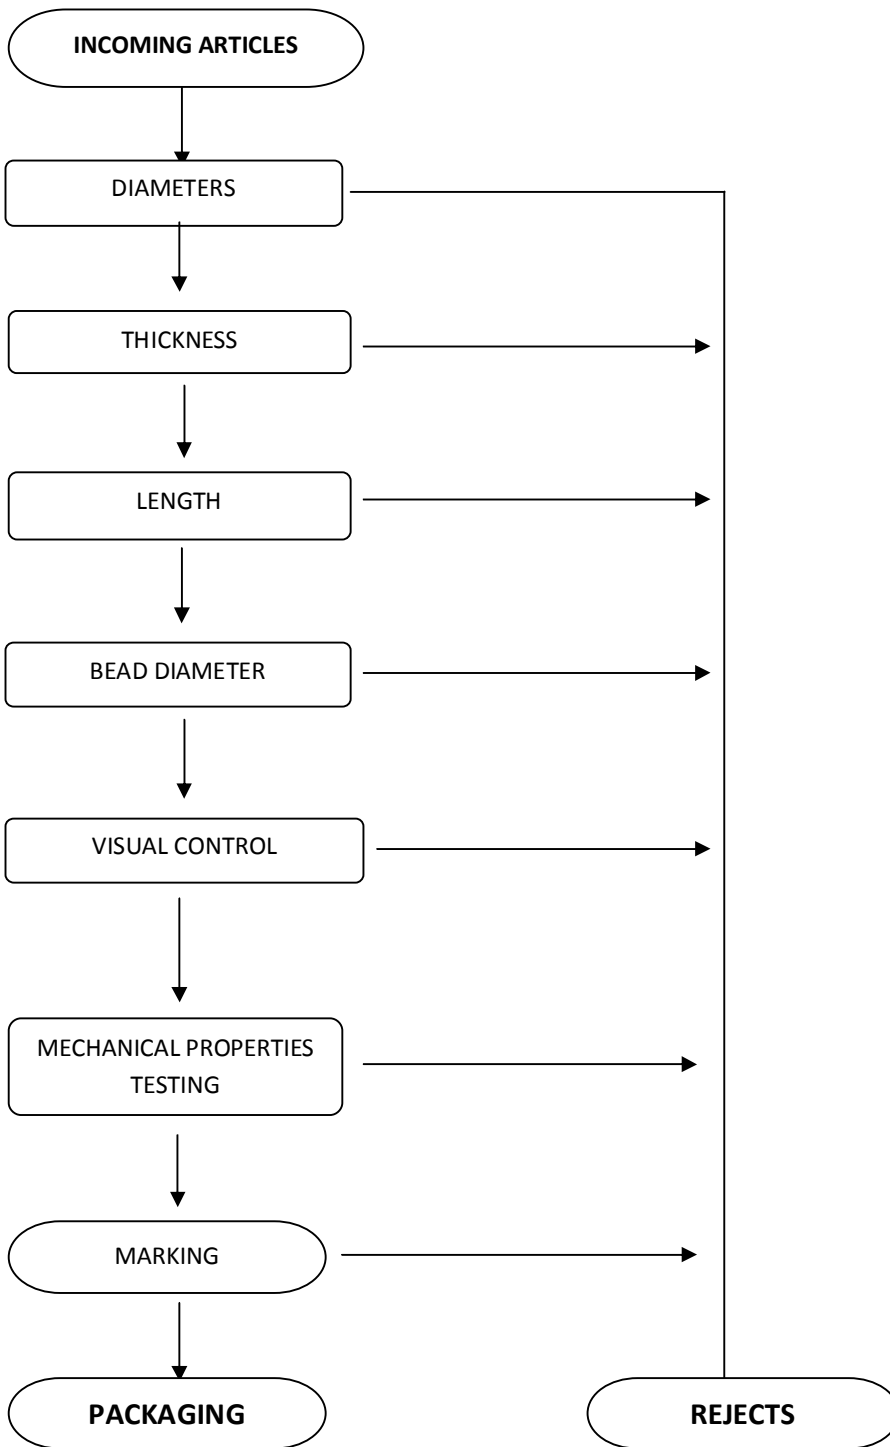 INCOMING ARTICLES
DIAMETERS
THICKNESS
LENGTH
BEAD DIAMETER
VISUAL CONTROL
MECHANICAL PROPERTIES
TESTING
MARKING
PACKAGING
REJECTS